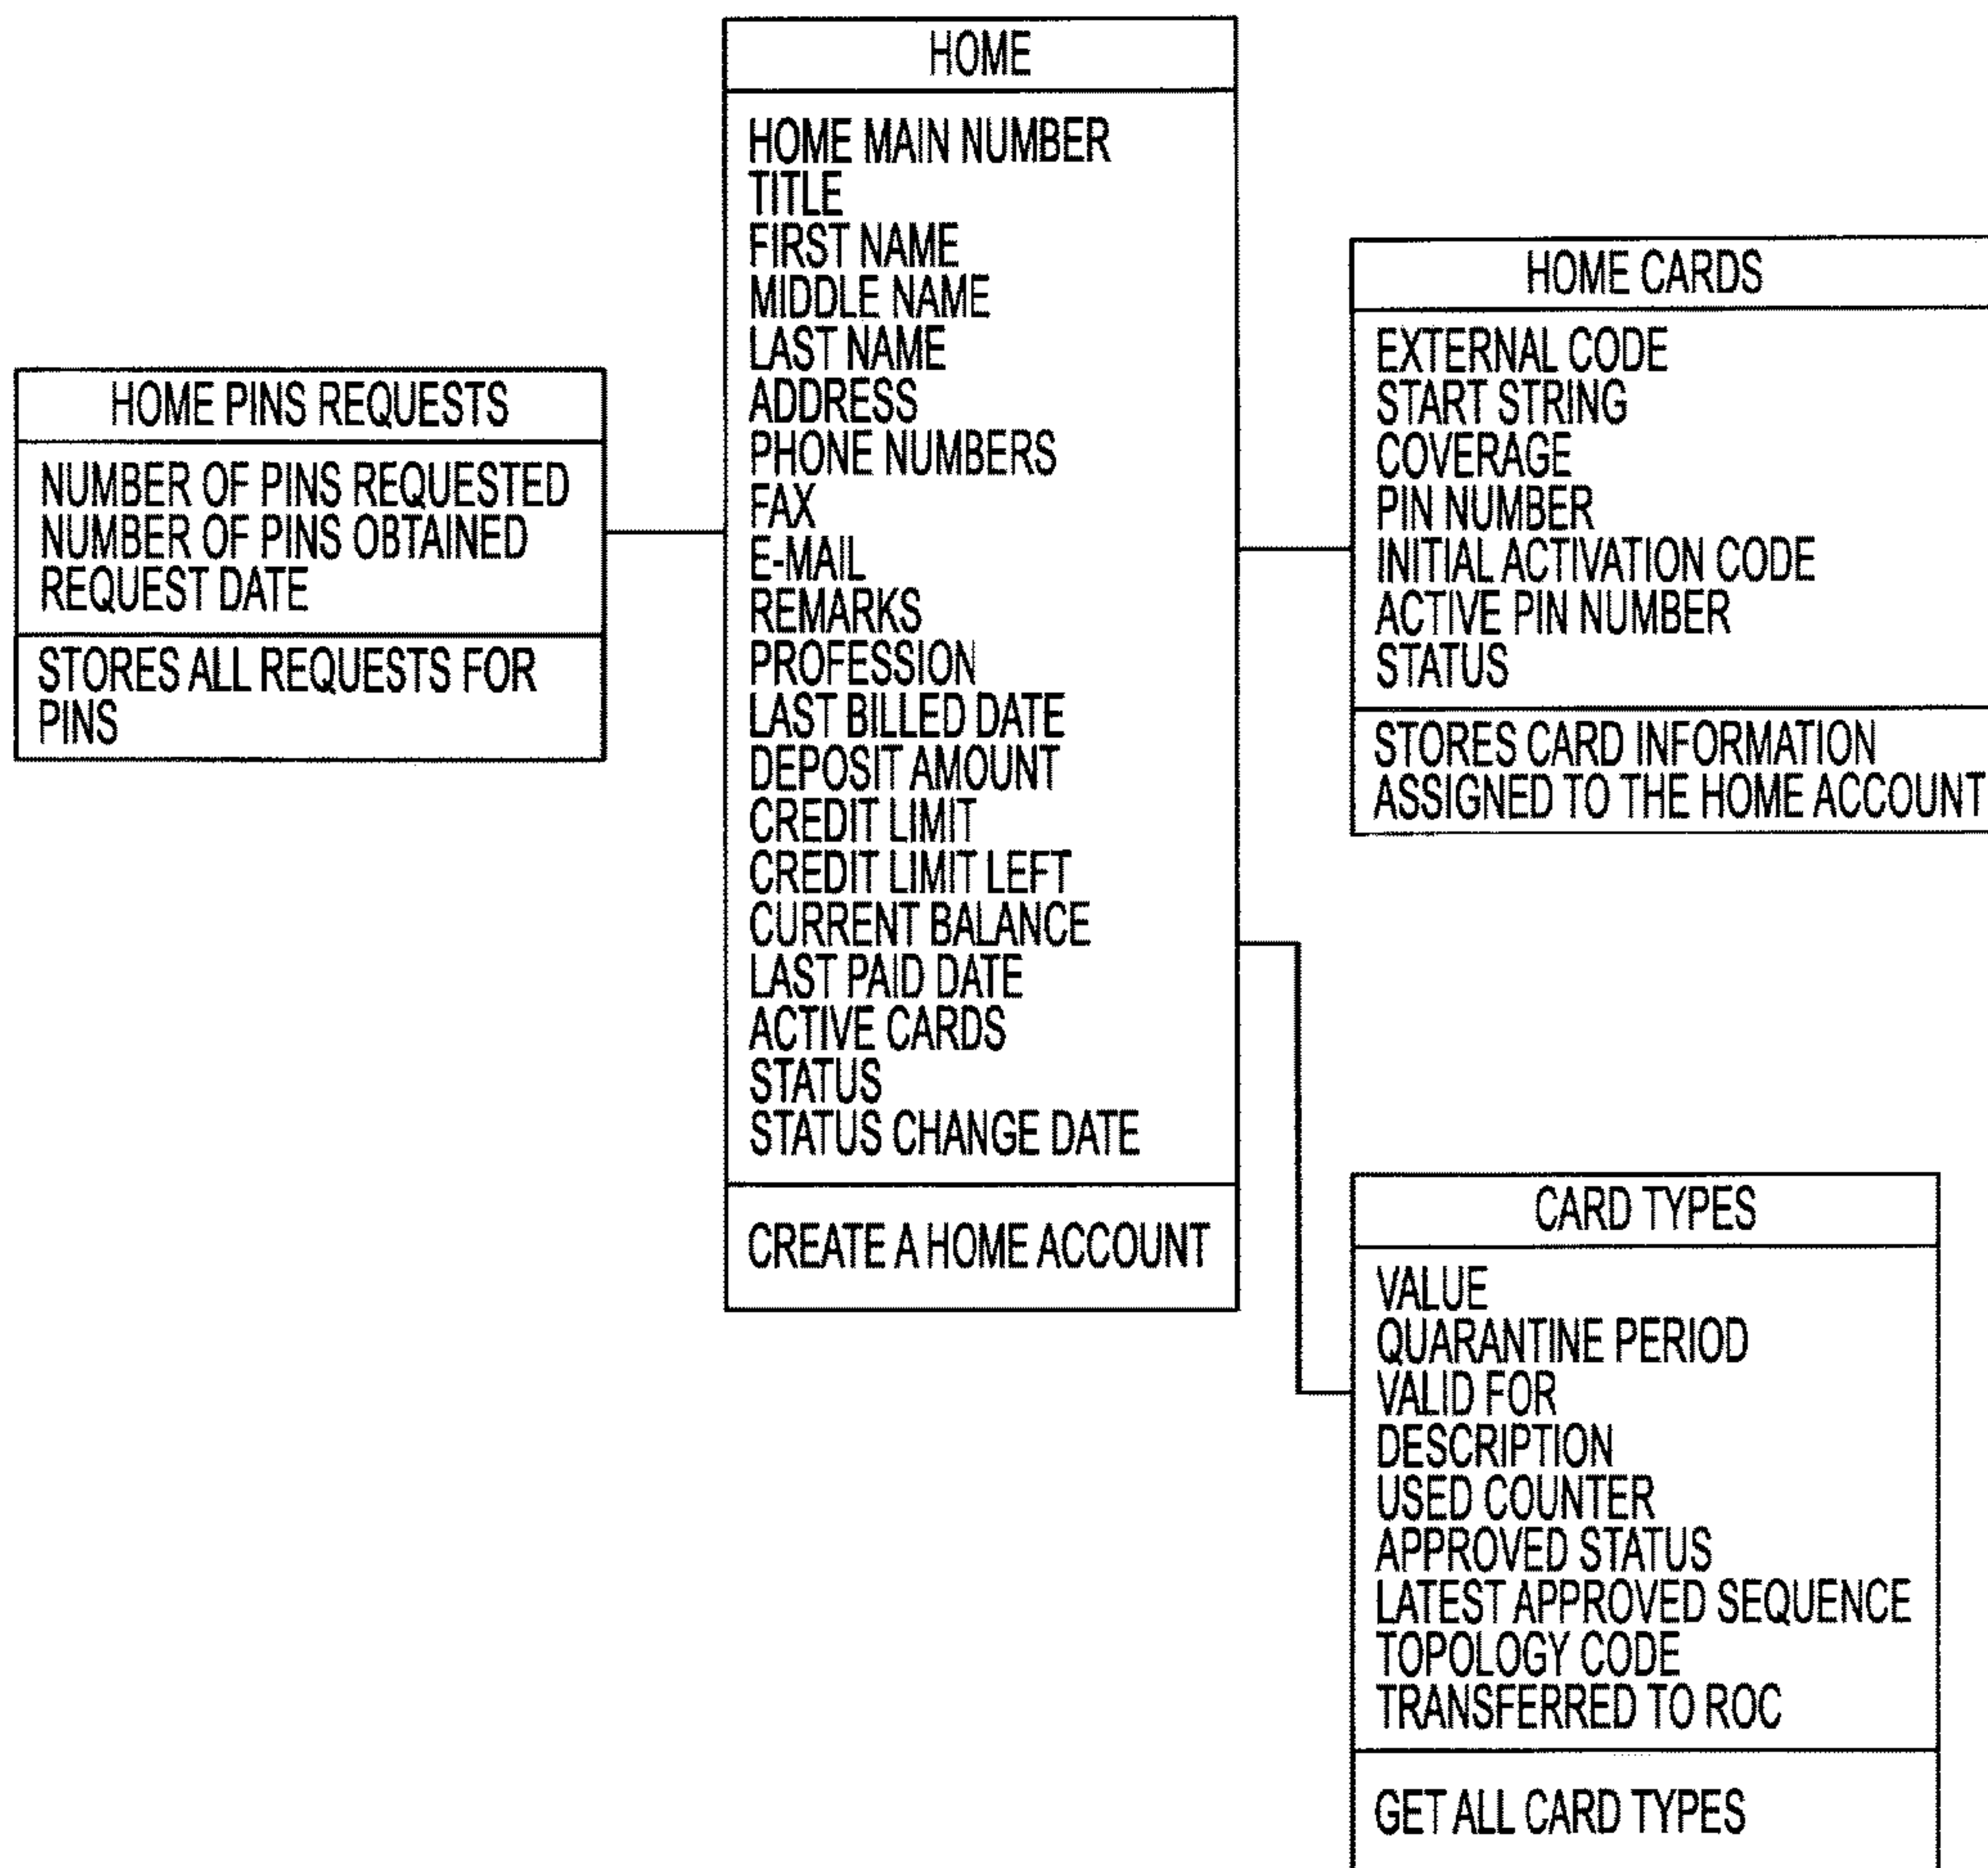 HOME
HOME MAIN NUMBER
TITLE
FIRST NAME
MIDDLE NAME
LAST NAME
ADDRESS
PHONE NUMBERS
FAX
E-MAIL
REMARKS
PROFESSION
LAST BILLED DATE
DEPOSIT AMOUNT
CREDIT LIMIT
CREDIT LIMIT LEFT
CURRENT BALANCE
LAST PAID DATE
ACTIVE CARDS
STATUS
STATUS CHANGE DATE
CREATE A HOME ACCOUNT
HOME PINS REQUESTS
NUMBER OF PINS REQUESTED
NUMBER OF PINS OBTAINED
REQUEST DATE
STORES ALL REQUESTS FOR
PINS
HOME CARDS
EXTERNAL CODE
START STRING
COVERAGE
PIN NUMBER
INITIAL ACTIVATION CODE
ACTIVE PIN NUMBER
STATUS
STORES CARD INFORMATION
ASSIGNED TO THE HOME ACCOUNT
CARD TYPES
VALUE
QUARANTINE PERIOD
VALID FOR
DESCRIPTION
USED COUNTER
APPROVED STATUS
LATEST APPROVED SEQUENCE
TOPOLOGY CODE
TRANSFERRED TO ROC
GET ALL CARD TYPES